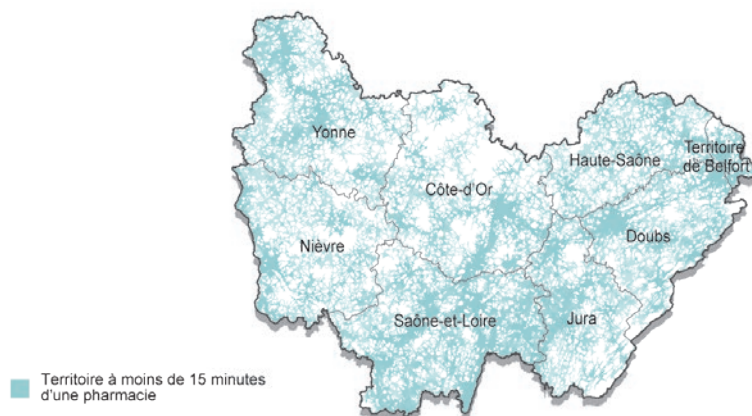 Yonne
Haute-Saône
Territoire
de Belfort
Côte-d'Or
Doubs
Nièvre
Saône-et-Loire
Jura
Territoire à moins de 15 minutes
d'une pharmacie